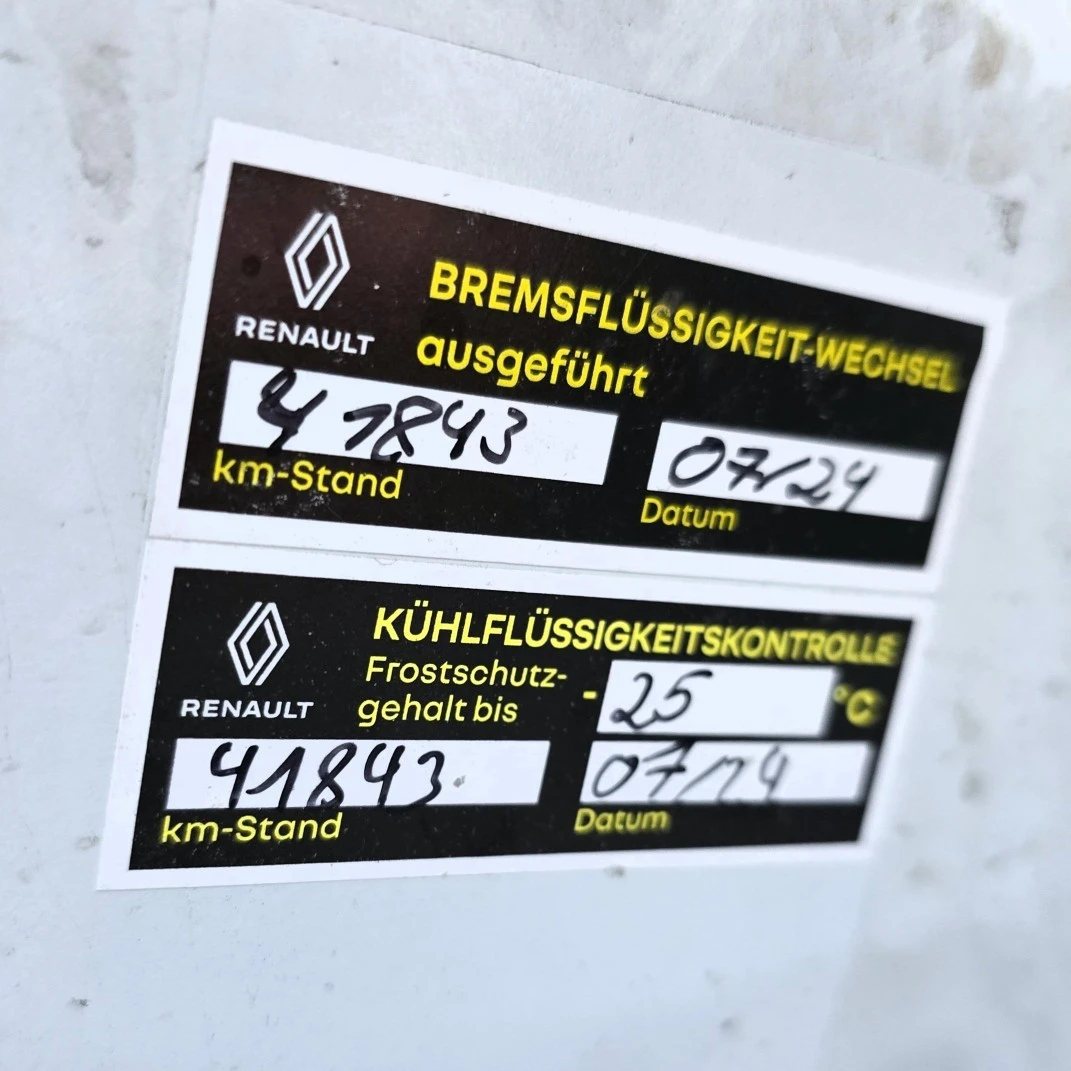 RENAULT
BREMSFLÜSSIGKEIT-WECHSEL
ausgeführt
41843
07/24
km-Stand
Datum
RENAULT
KÜHLFLÜSSIGKEITSKONTROLLE
Frostschutz-
gehalt bis
- 25 °C
41843
07/24
km-Stand
Datum